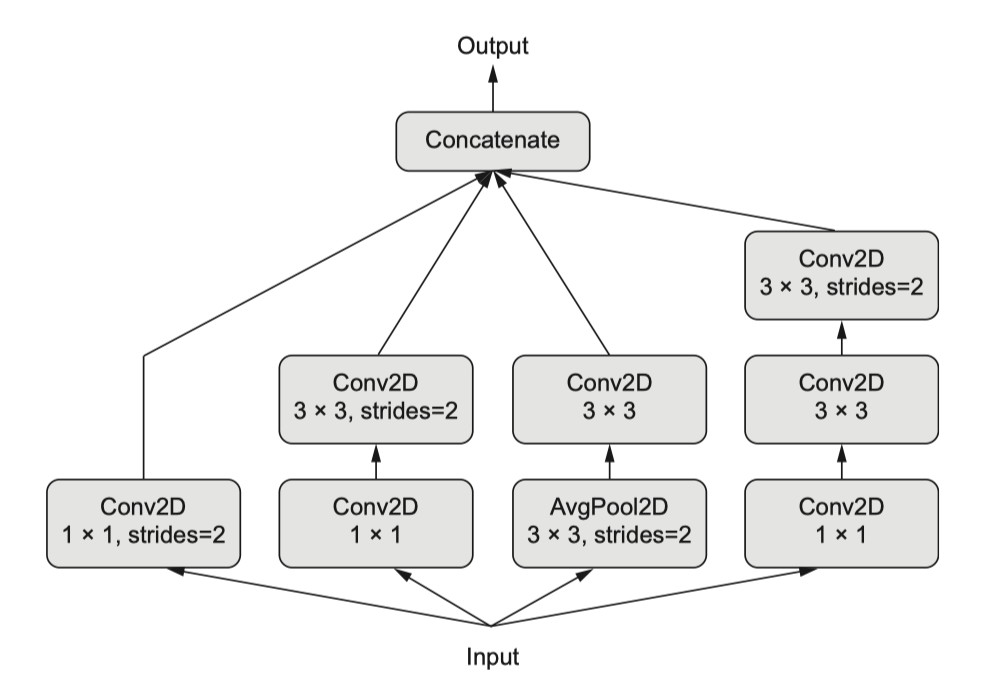 Output
Concatenate
Conv2D
3 × 3, strides=2
Conv2D
3 × 3, strides=2
Conv2D
3 × 3
Conv2D
3 × 3
Conv2D
1 × 1, strides=2
Conv2D
1 × 1
AvgPool2D
3 × 3, strides=2
Conv2D
1 × 1
Input